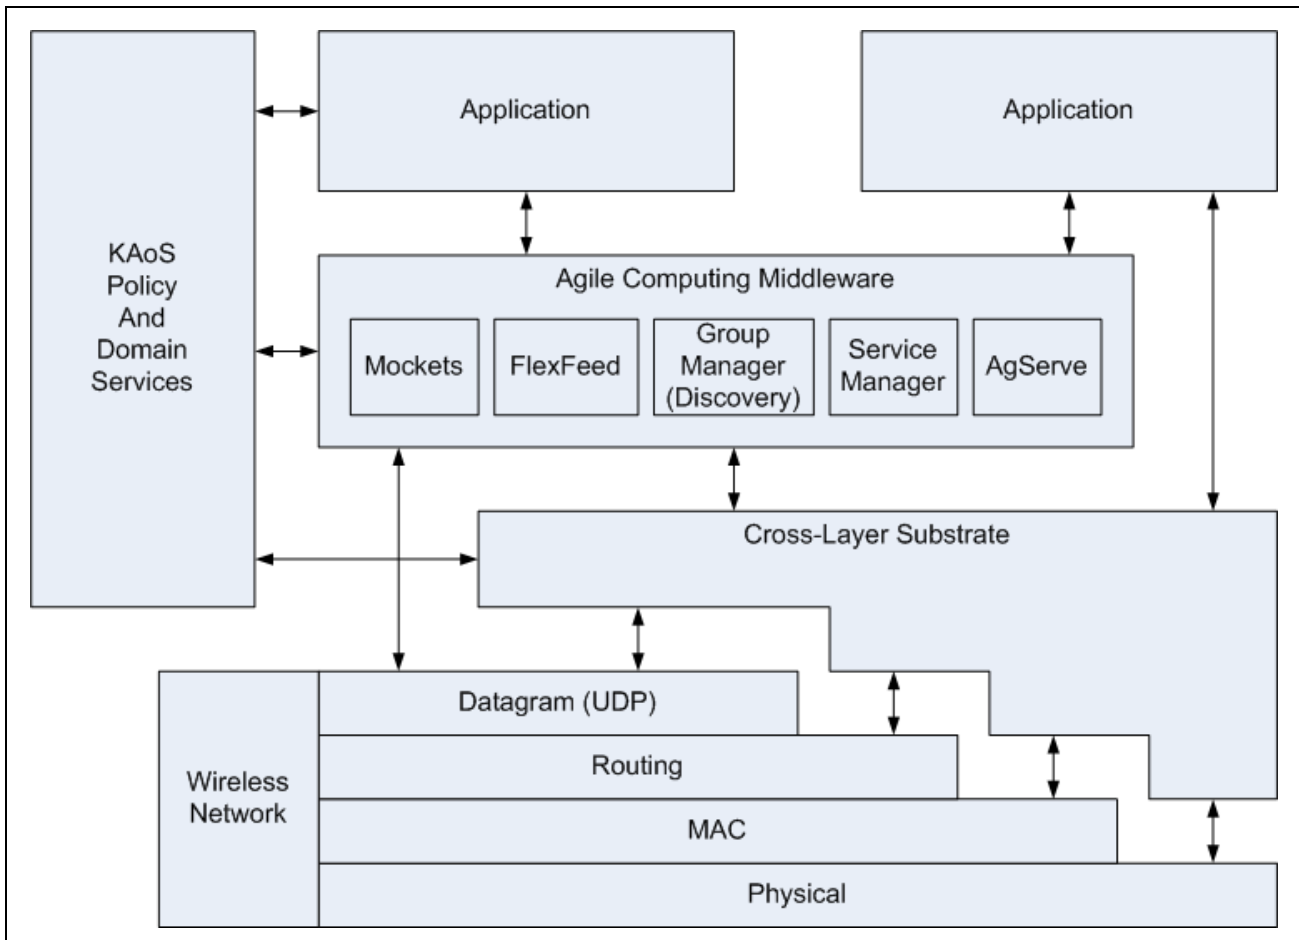 Application
Application
KAoS
Policy
And
Domain
Services
Agile Computing Middleware
Mockets
FlexFeed
Group
Manager
(Discovery)
Service
Manager
AgServe
Cross-Layer Substrate
Wireless
Network
Datagram (UDP)
Routing
MAC
Physical